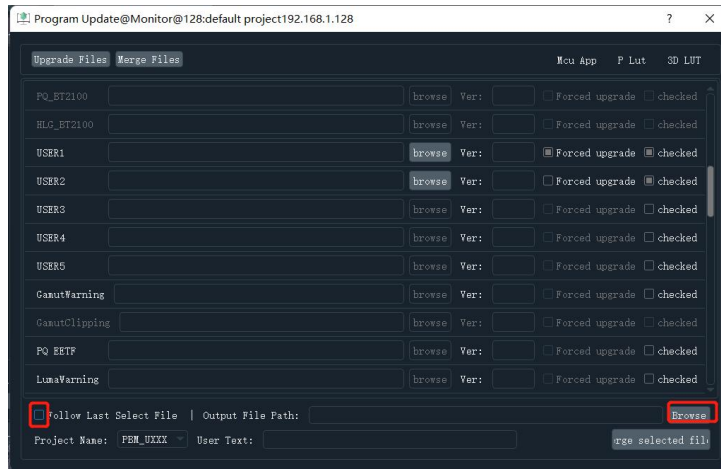 Program Update@Monitor@128:default project192.168.1.128 ? ×
Upgrade Files Merge Files Mcu App P Lut 3D LUT
PQ_BT2100 browse Ver: Forced upgrade checked
HLG_BT2100 browse Ver: Forced upgrade checked
USER1 browse Ver: Forced upgrade checked
USER2 browse Ver: Forced upgrade checked
USER3 browse Ver: Forced upgrade checked
USER4 browse Ver: Forced upgrade checked
USER5 browse Ver: Forced upgrade checked
GamutWarning browse Ver: Forced upgrade checked
GamutClipping browse Ver: Forced upgrade checked
PQ EETF browse Ver: Forced upgrade checked
LumaWarning browse Ver: Forced upgrade checked
Follow Last Select File | Output File Path: Browse
Project Name: PBM_UXXX User Text: rge selected fil